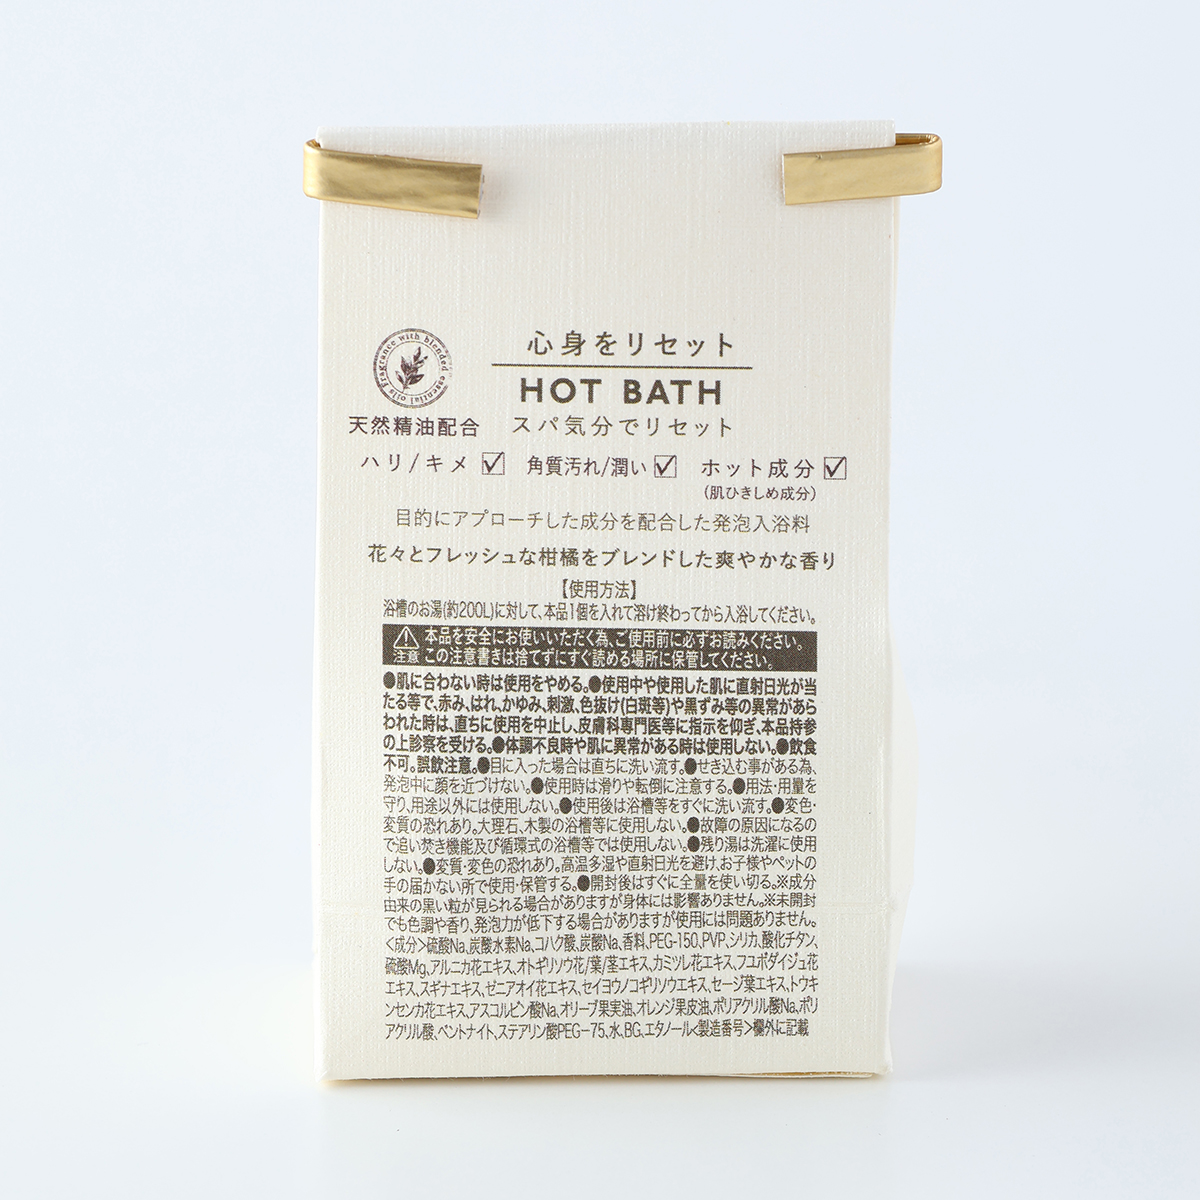 心身をリセット
HOT BATH
Fragrance with blended essential oils
天然精油配合
スパ気分でリセット
ハリ/キメ ☑ 角質汚れ/潤い ☑ ホット成分 ☑
(肌ひきしめ成分)
目的にアプローチした成分を配合した発泡入浴料
花々とフレッシュな柑橘をブレンドした爽やかな香り
【使用方法】
浴槽のお湯(約200L)に対して、本品1個を入れて溶け終わってから入浴してください。
本品を安全にお使いいただく為、ご使用前に必ずお読みください。
注意 この注意書きは捨てずにすぐ読める場所に保管してください。
●肌に合わない時は使用をやめる。●使用中や使用した肌に直射日光が当
たる等で、赤み、はれ、かゆみ、刺激、色抜け(白斑等)や黒ずみ等の異常があら
われた時は、直ちに使用を中止し、皮膚科専門医等に指示を仰ぎ、本品持参
の上診察を受ける。●体調不良時や肌に異常がある時は使用しない。●飲食
不可。誤飲注意。●目に入った場合は直ちに洗い流す。●せき込む事がある為、
発泡中に顔を近づけない。●使用時は滑りや転倒に注意する。●用法・用量を
守り、用途以外には使用しない。●使用後は浴槽等をすぐに洗い流す。●変色・
変質の恐れあり。大理石、木製の浴槽等に使用しない。●故障の原因になるの
で追い焚き機能及び循環式の浴槽等では使用しない。●残り湯は洗濯に使用
しない。●変質・変色の恐れあり。高温多湿や直射日光を避け、お子様やペットの
手の届かない所で使用・保管する。●開封後はすぐに全量を使い切る。※成分
由来の黒い粒が見られる場合がありますが身体には影響ありません。※未開封
でも色調や香り、発泡力が低下する場合がありますが使用には問題ありません。
<成分>硫酸Na、炭酸水素Na、コハク酸、炭酸Na、香料、PEG-150、PVP、シリカ、酸化チタン、
硫酸Mg、アルニカ花エキス、オトギリソウ花/葉/茎エキス、カミツレ花エキス、フユボダイジュ花
エキス、スギナエキス、ゼニアオイ花エキス、セイヨウノコギリソウエキス、セージ葉エキス、トウキ
ンセンカ花エキス、アスコルビン酸Na、オリーブ果実油、オレンジ果皮油、ポリアクリル酸Na、ポリ
アクリル酸、ベントナイト、ステアリン酸PEG-75、水、BG、エタノール<製造番号>欄外に記載